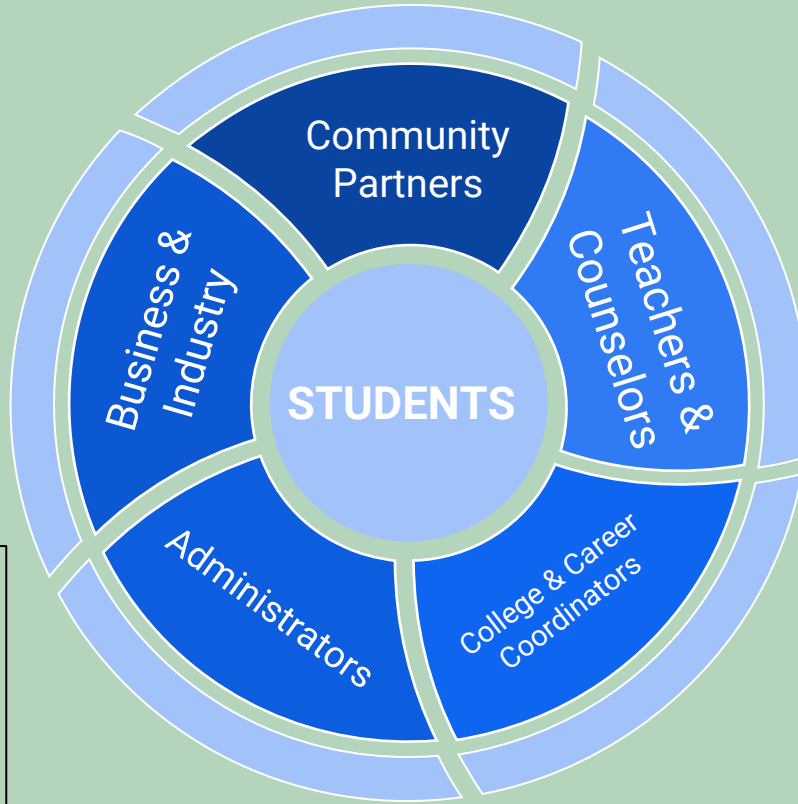 Community
Partners
Teachers &
Counselors
College & Career
Coordinators
Administrators
Business &
Industry
STUDENTS